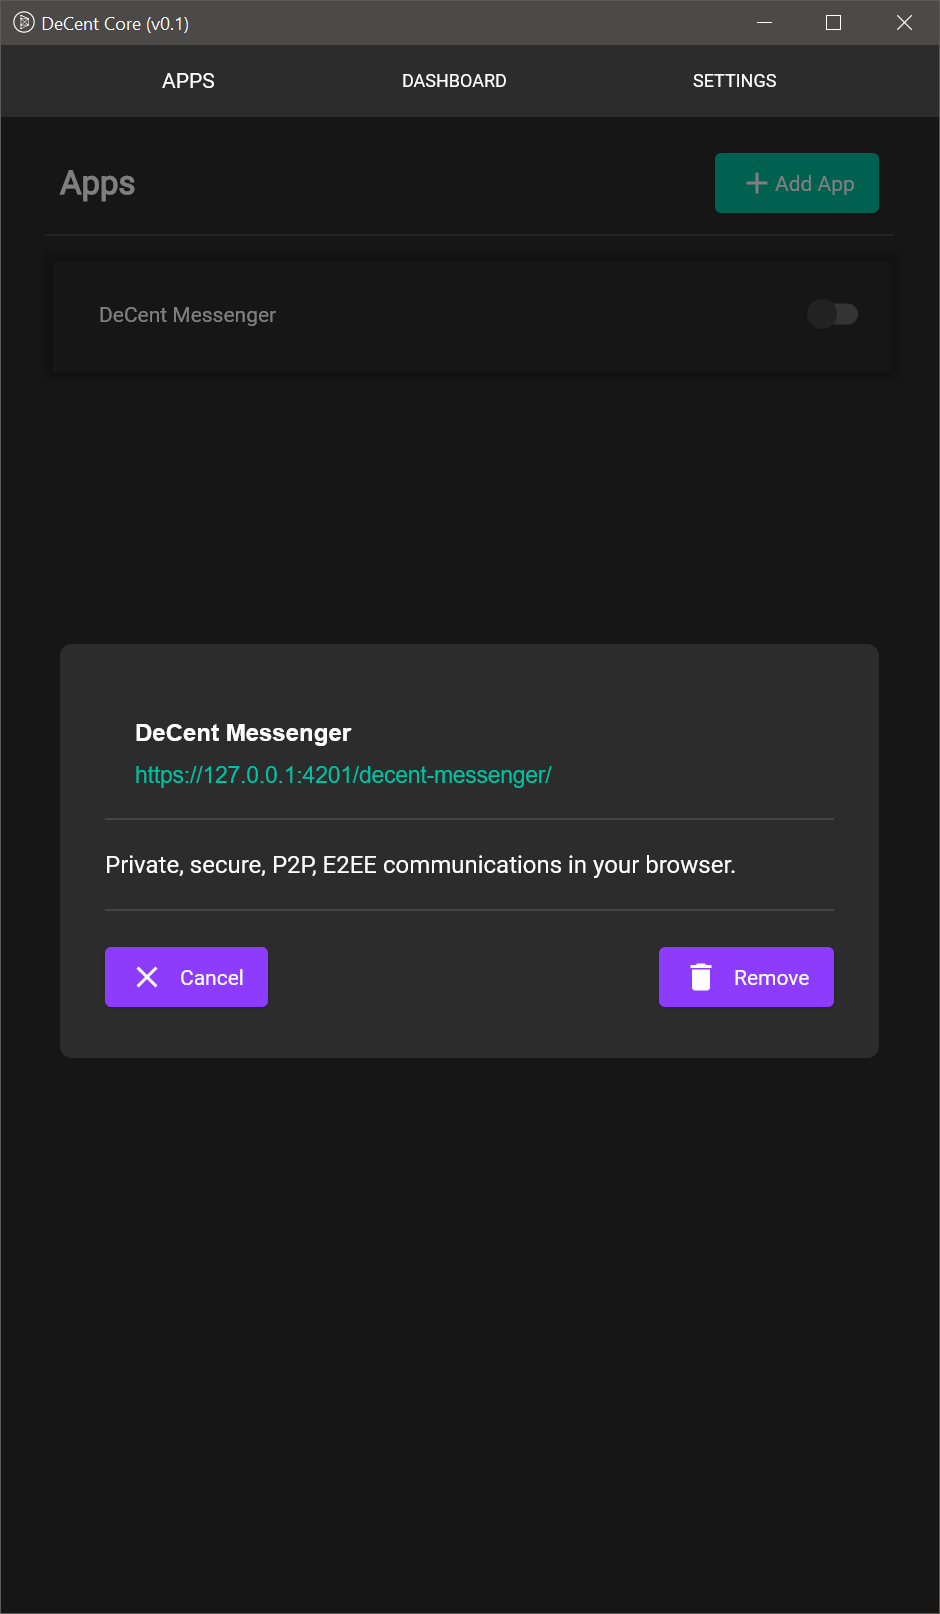 DeCent Core (v0.1)
APPS DASHBOARD SETTINGS
Apps
Add App
DeCent Messenger
DeCent Messenger
https://127.0.0.1:4201/decent-messenger/
Private, secure, P2P, E2EE communications in your browser.
Cancel Remove